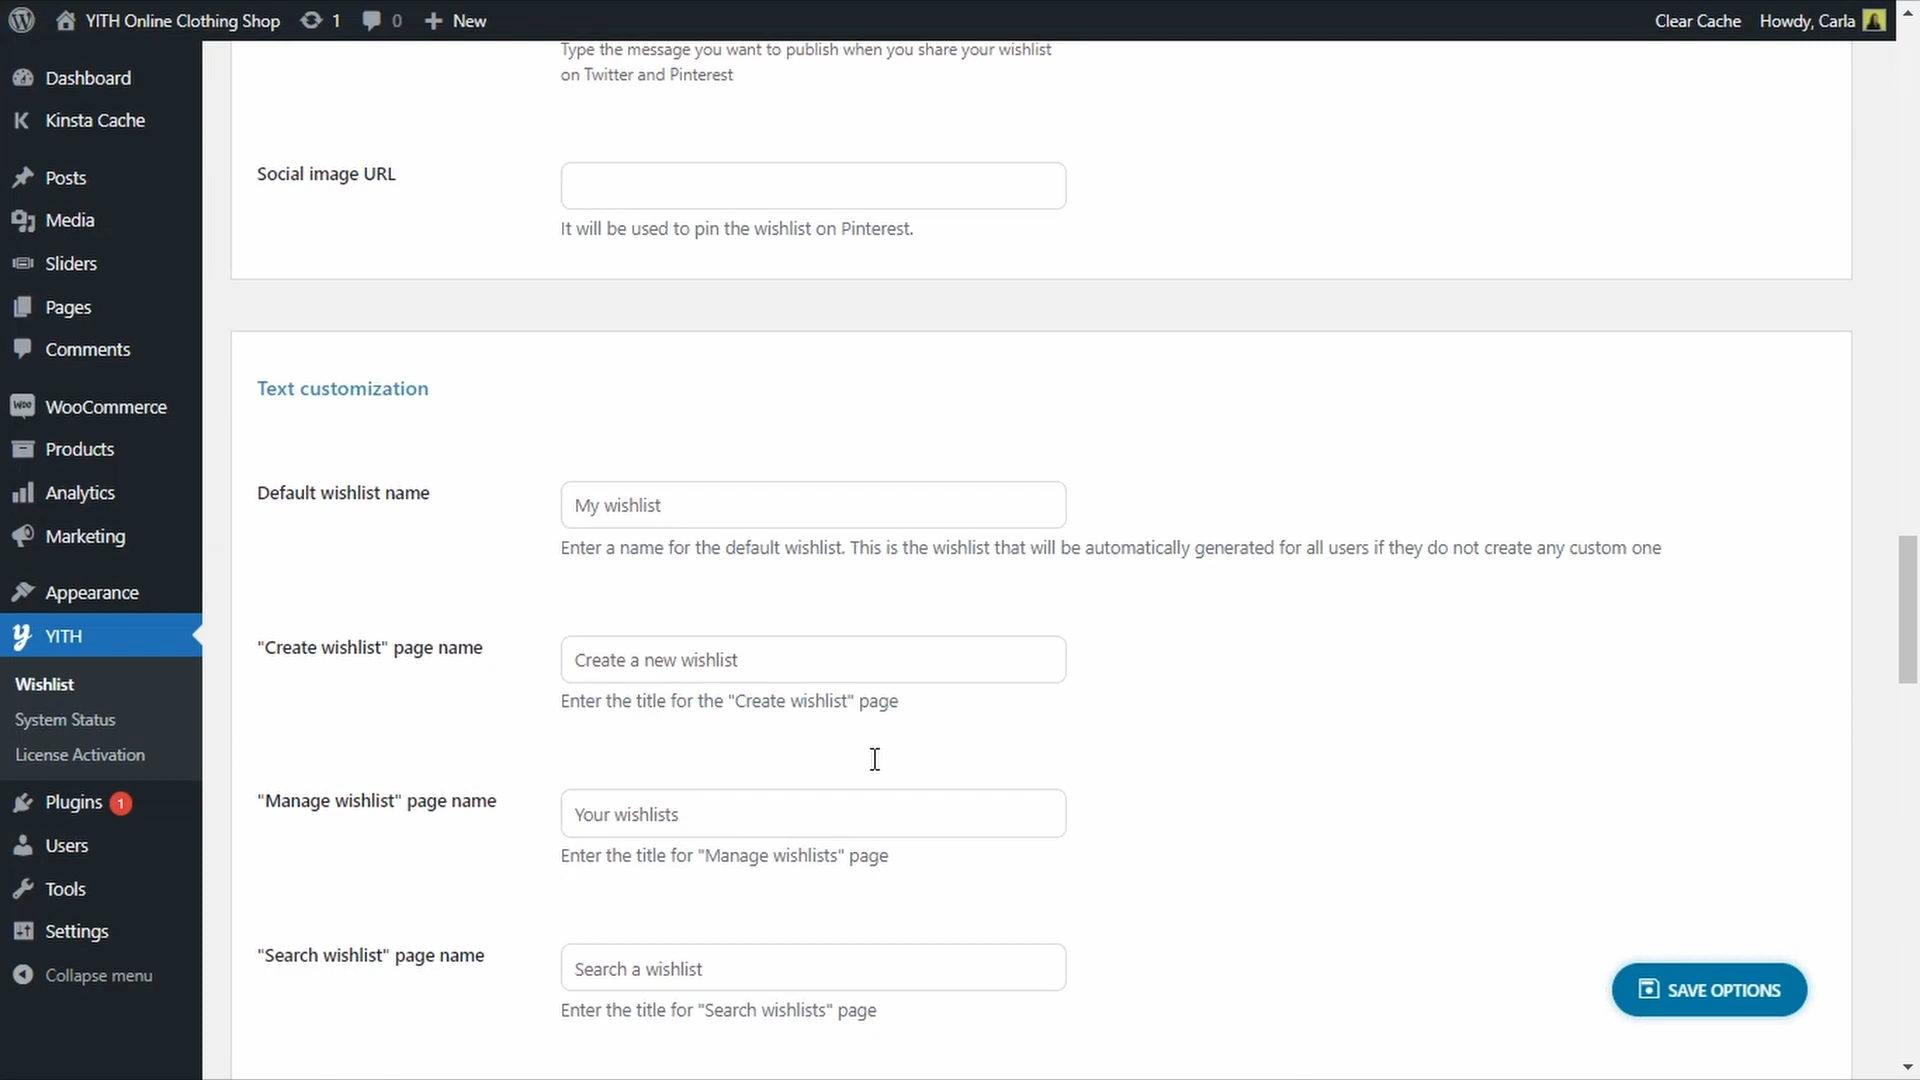 YITH Online Clothing Shop 1 0 New Clear Cache Howdy, Carla
Dashboard
Kinsta Cache
Posts
Media
Sliders
Pages
Comments
WooCommerce
Products
Analytics
Marketing
Appearance
YITH
Wishlist
System Status
License Activation
Plugins 1
Users
Tools
Settings
Collapse menu
Type the message you want to publish when you share your wishlist
on Twitter and Pinterest
Social image URL
It will be used to pin the wishlist on Pinterest.
Text customization
Default wishlist name
My wishlist
Enter a name for the default wishlist. This is the wishlist that will be automatically generated for all users if they do not create any custom one
"Create wishlist" page name
Create a new wishlist
Enter the title for the "Create wishlist" page
"Manage wishlist" page name
Your wishlists
Enter the title for "Manage wishlists" page
"Search wishlist" page name
Search a wishlist
Enter the title for "Search wishlists" page
SAVE OPTIONS